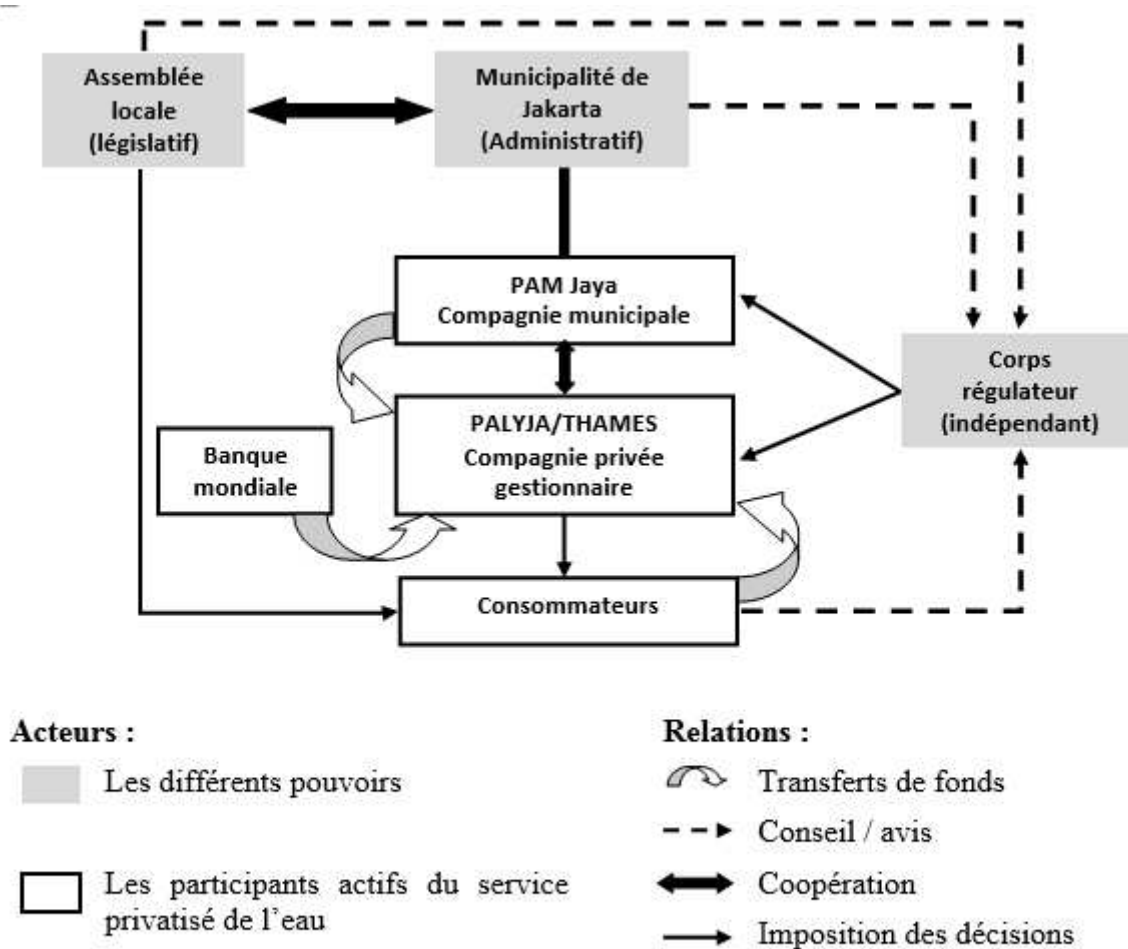 Assemblée
locale
(législatif)
Municipalité de
Jakarta
(Administratif)
PAM Jaya
Compagnie municipale
Corps
régulateur
(indépendant)
PALYJA/THAMES
Compagnie privée
gestionnaire
Banque
mondiale
Consommateurs
Acteurs :
Les différents pouvoirs
Les participants actifs du service
privatisé de l’eau
Relations :
Transferts de fonds
Conseil / avis
Coopération
Imposition des décisions